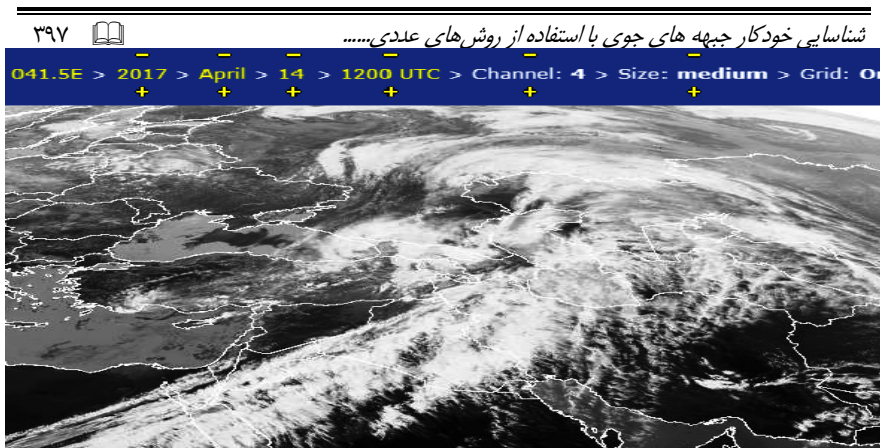 شناسایی خودکار جبهه های جوی با استفاده از روش‌های عددی...... ۳۹۷
041.5E > 2017 > April > 14 > 1200 UTC > Channel: 4 > Size: medium > Grid: On